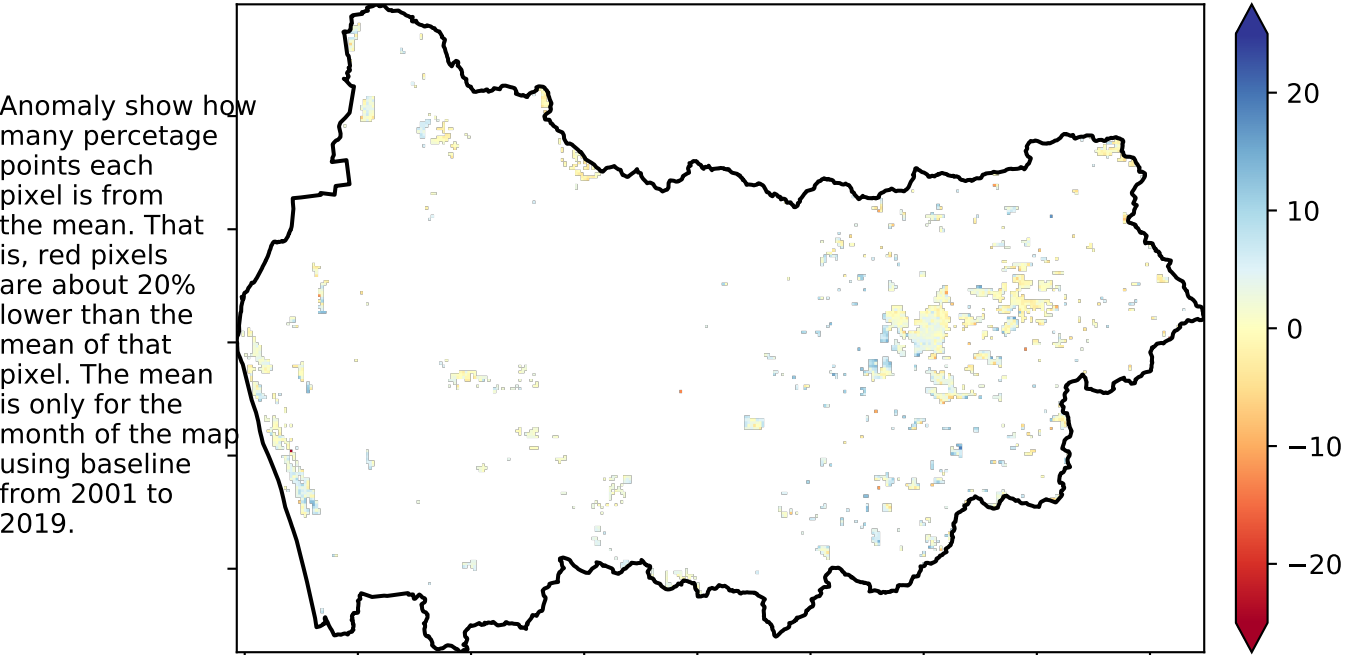 Anomaly show how
many percetage
points each
pixel is from
the mean. That
is, red pixels
are about 20%
lower than the
mean of that
pixel. The mean
is only for the
month of the map
using baseline
from 2001 to
2019.
20
10
0
−10
−20